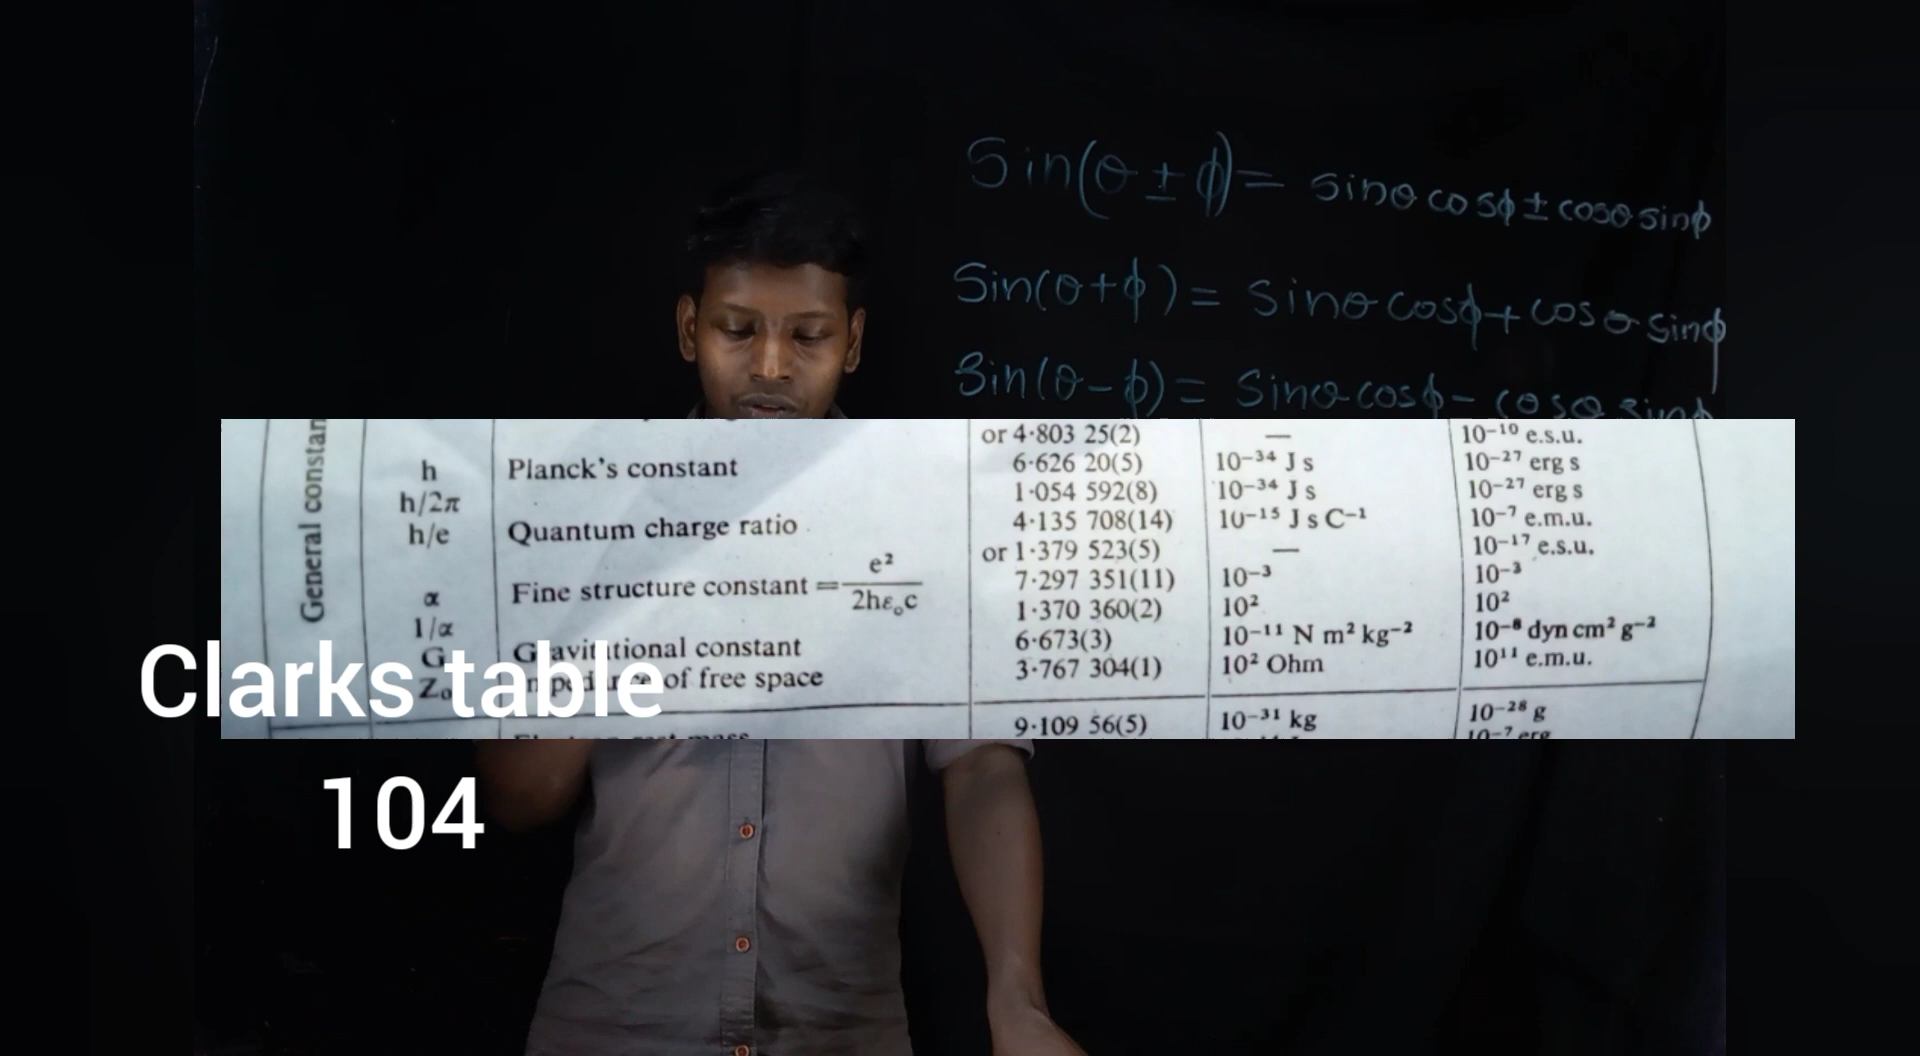 Sin(θ ± ϕ) = sinθ cosϕ ± cosθ sinϕ
Sin(θ + ϕ) = Sinθ cosϕ + cosθ sinϕ
Sin(θ - ϕ) = Sinθ cosϕ - cosθ sinϕ
General constan
or 4·803 25(2) — 10⁻¹⁰ e.s.u.
h Planck's constant 6·626 20(5) 10⁻³⁴ J s 10⁻²⁷ erg s
h/2π 1·054 592(8) 10⁻³⁴ J s 10⁻²⁷ erg s
h/e Quantum charge ratio 4·135 708(14) 10⁻¹⁵ J s C⁻¹ 10⁻⁷ e.m.u.
or 1·379 523(5) — 10⁻¹⁷ e.s.u.
α Fine structure constant = e²/2hε₀c 7·297 351(11) 10⁻³ 10⁻³
1/α 1·370 360(2) 10² 10²
G Gravitational constant 6·673(3) 10⁻¹¹ N m² kg⁻² 10⁻⁸ dyn cm² g⁻²
Z₀ of free space 3·767 304(1) 10² Ohm 10¹¹ e.m.u.
9·109 56(5) 10⁻³¹ kg 10⁻²⁸ g
10⁻⁷ erg
Clarks table
104